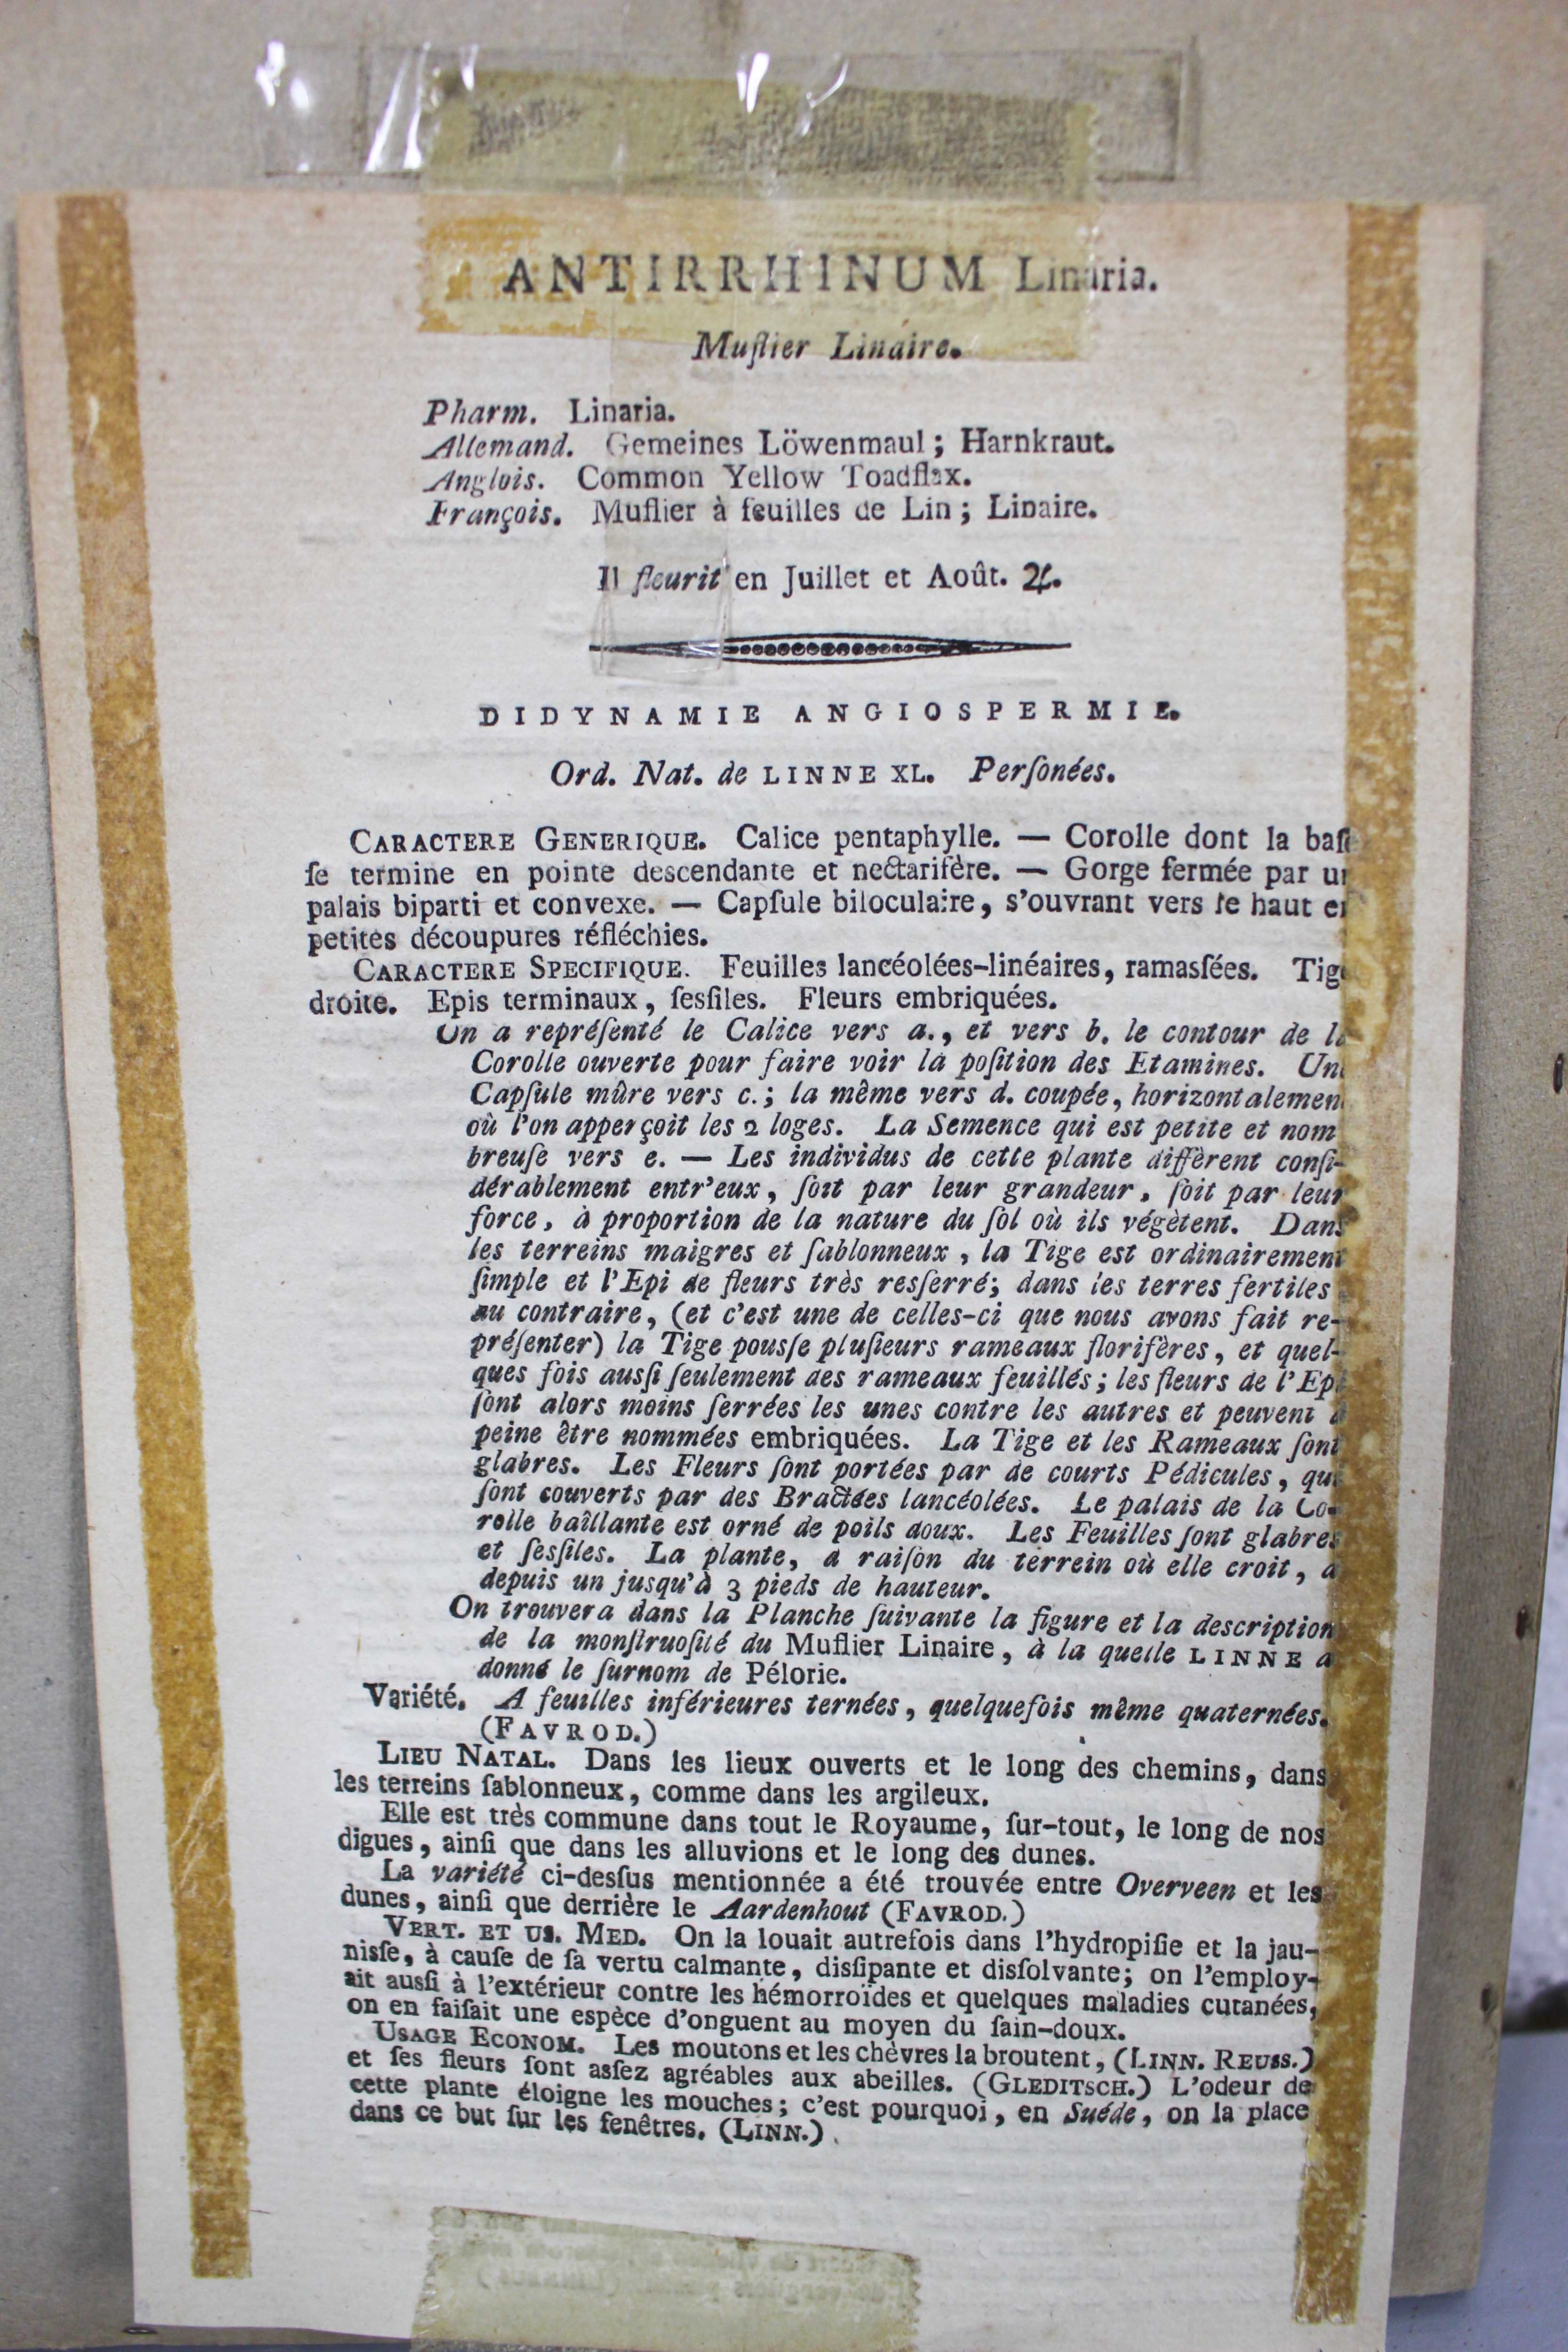 ANTIRRHINUM Linaria.
Muſlier Linaire.
Pharm. Linaria.
Allemand. Gemeines Löwenmaul; Harnkraut.
Anglois. Common Yellow Toadflax.
François. Muflier à feuilles de Lin; Linaire.
Il fleurit en Juillet et Août. ♃.
DIDYNAMIE ANGIOSPERMIE.
Ord. Nat. de LINNE XL. Perſonées.
CARACTERE GENERIQUE. Calice pentaphylle. — Corolle dont la baſe
ſe termine en pointe descendante et nectarifère. — Gorge fermée par un
palais biparti et convexe. — Capſule biloculaire, s'ouvrant vers le haut en
petites découpures réfléchies.
CARACTERE SPECIFIQUE. Feuilles lancéolées-linéaires, ramasſées. Tige
droite. Epis terminaux, ſesſiles. Fleurs embriquées.
On a repréſenté le Calice vers a., et vers b. le contour de la
Corolle ouverte pour faire voir la poſition des Etamines. Une
Capſule mûre vers c.; la même vers d. coupée, horizontalement
où l'on apperçoit les 2 loges. La Semence qui est petite et nom
breuſe vers e. — Les individus de cette plante diffèrent conſi-
dérablement entr'eux, ſoit par leur grandeur, ſoit par leur
force, à proportion de la nature du ſol où ils végètent. Dans
les terreins maigres et ſablonneux, la Tige est ordinairement
ſimple et l'Epi de fleurs très resſerré; dans les terres fertiles
au contraire, (et c'est une de celles-ci que nous avons fait re-
préſenter) la Tige pousſe pluſieurs rameaux florifères, et quel-
ques fois ausſi ſeulement des rameaux feuillés; les fleurs de l'Epi
ſont alors moins ſerrées les unes contre les autres et peuvent à
peine être nommées embriquées. La Tige et les Rameaux ſont
glabres. Les Fleurs ſont portées par de courts Pédicules, qui
ſont couverts par des Bractées lancéolées. Le palais de la Co-
rolle baîllante est orné de poils doux. Les Feuilles ſont glabres
et ſesſiles. La plante, à raiſon du terrein où elle croit, a
depuis un jusqu'à 3 pieds de hauteur.
On trouvera dans la Planche ſuivante la figure et la description
de la monſtruoſité du Muflier Linaire, à la quelle LINNE a
donné le ſurnom de Pélorie.
Variété. A feuilles inférieures ternées, quelquefois même quaternées.
(FAVROD.)
LIEU NATAL. Dans les lieux ouverts et le long des chemins, dans
les terreins ſablonneux, comme dans les argileux.
Elle est très commune dans tout le Royaume, ſur-tout, le long de nos
digues, ainſi que dans les alluvions et le long des dunes.
La variété ci-desſus mentionnée a été trouvée entre Overveen et les
dunes, ainſi que derrière le Aardenhout (FAVROD.)
VERT. ET US. MED. On la louait autrefois dans l'hydropiſie et la jau-
nisſe, à cauſe de ſa vertu calmante, disſipante et disſolvante; on l'employ-
ait ausſi à l'extérieur contre les hémorroïdes et quelques maladies cutanées,
on en faiſait une espèce d'onguent au moyen du ſain-doux.
USAGE ECONOM. Les moutons et les chèvres la broutent, (LINN. REUSS.)
et ſes fleurs ſont asſez agréables aux abeilles. (GLEDITSCH.) L'odeur de
cette plante éloigne les mouches; c'est pourquoi, en Suéde, on la place
dans ce but ſur les fenêtres. (LINN.)